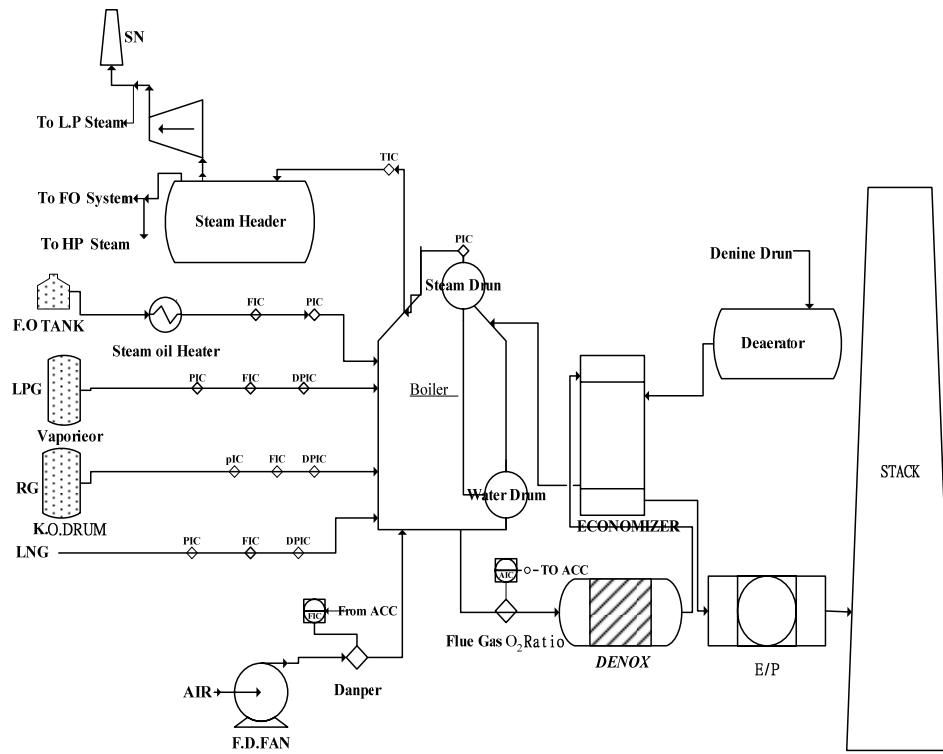 SN
To L.P Steam
TIC
To FO System
Steam Header
To HP Steam
PIC
Denine Drun
Steam Drun
FIC
PIC
F.O TANK
Steam oil Heater
Deaerator
PIC
FIC
DPIC
LPG
Boiler
Vaporieor
pIC
FIC
DPIC
RG
Water Drum
STACK
K.O.DRUM
ECONOMIZER
LNG
PIC
FIC
DPIC
AIC
TO ACC
FIC
From ACC
Flue Gas O2Ratio
DENOX
E/P
AIR
Danper
F.D.FAN